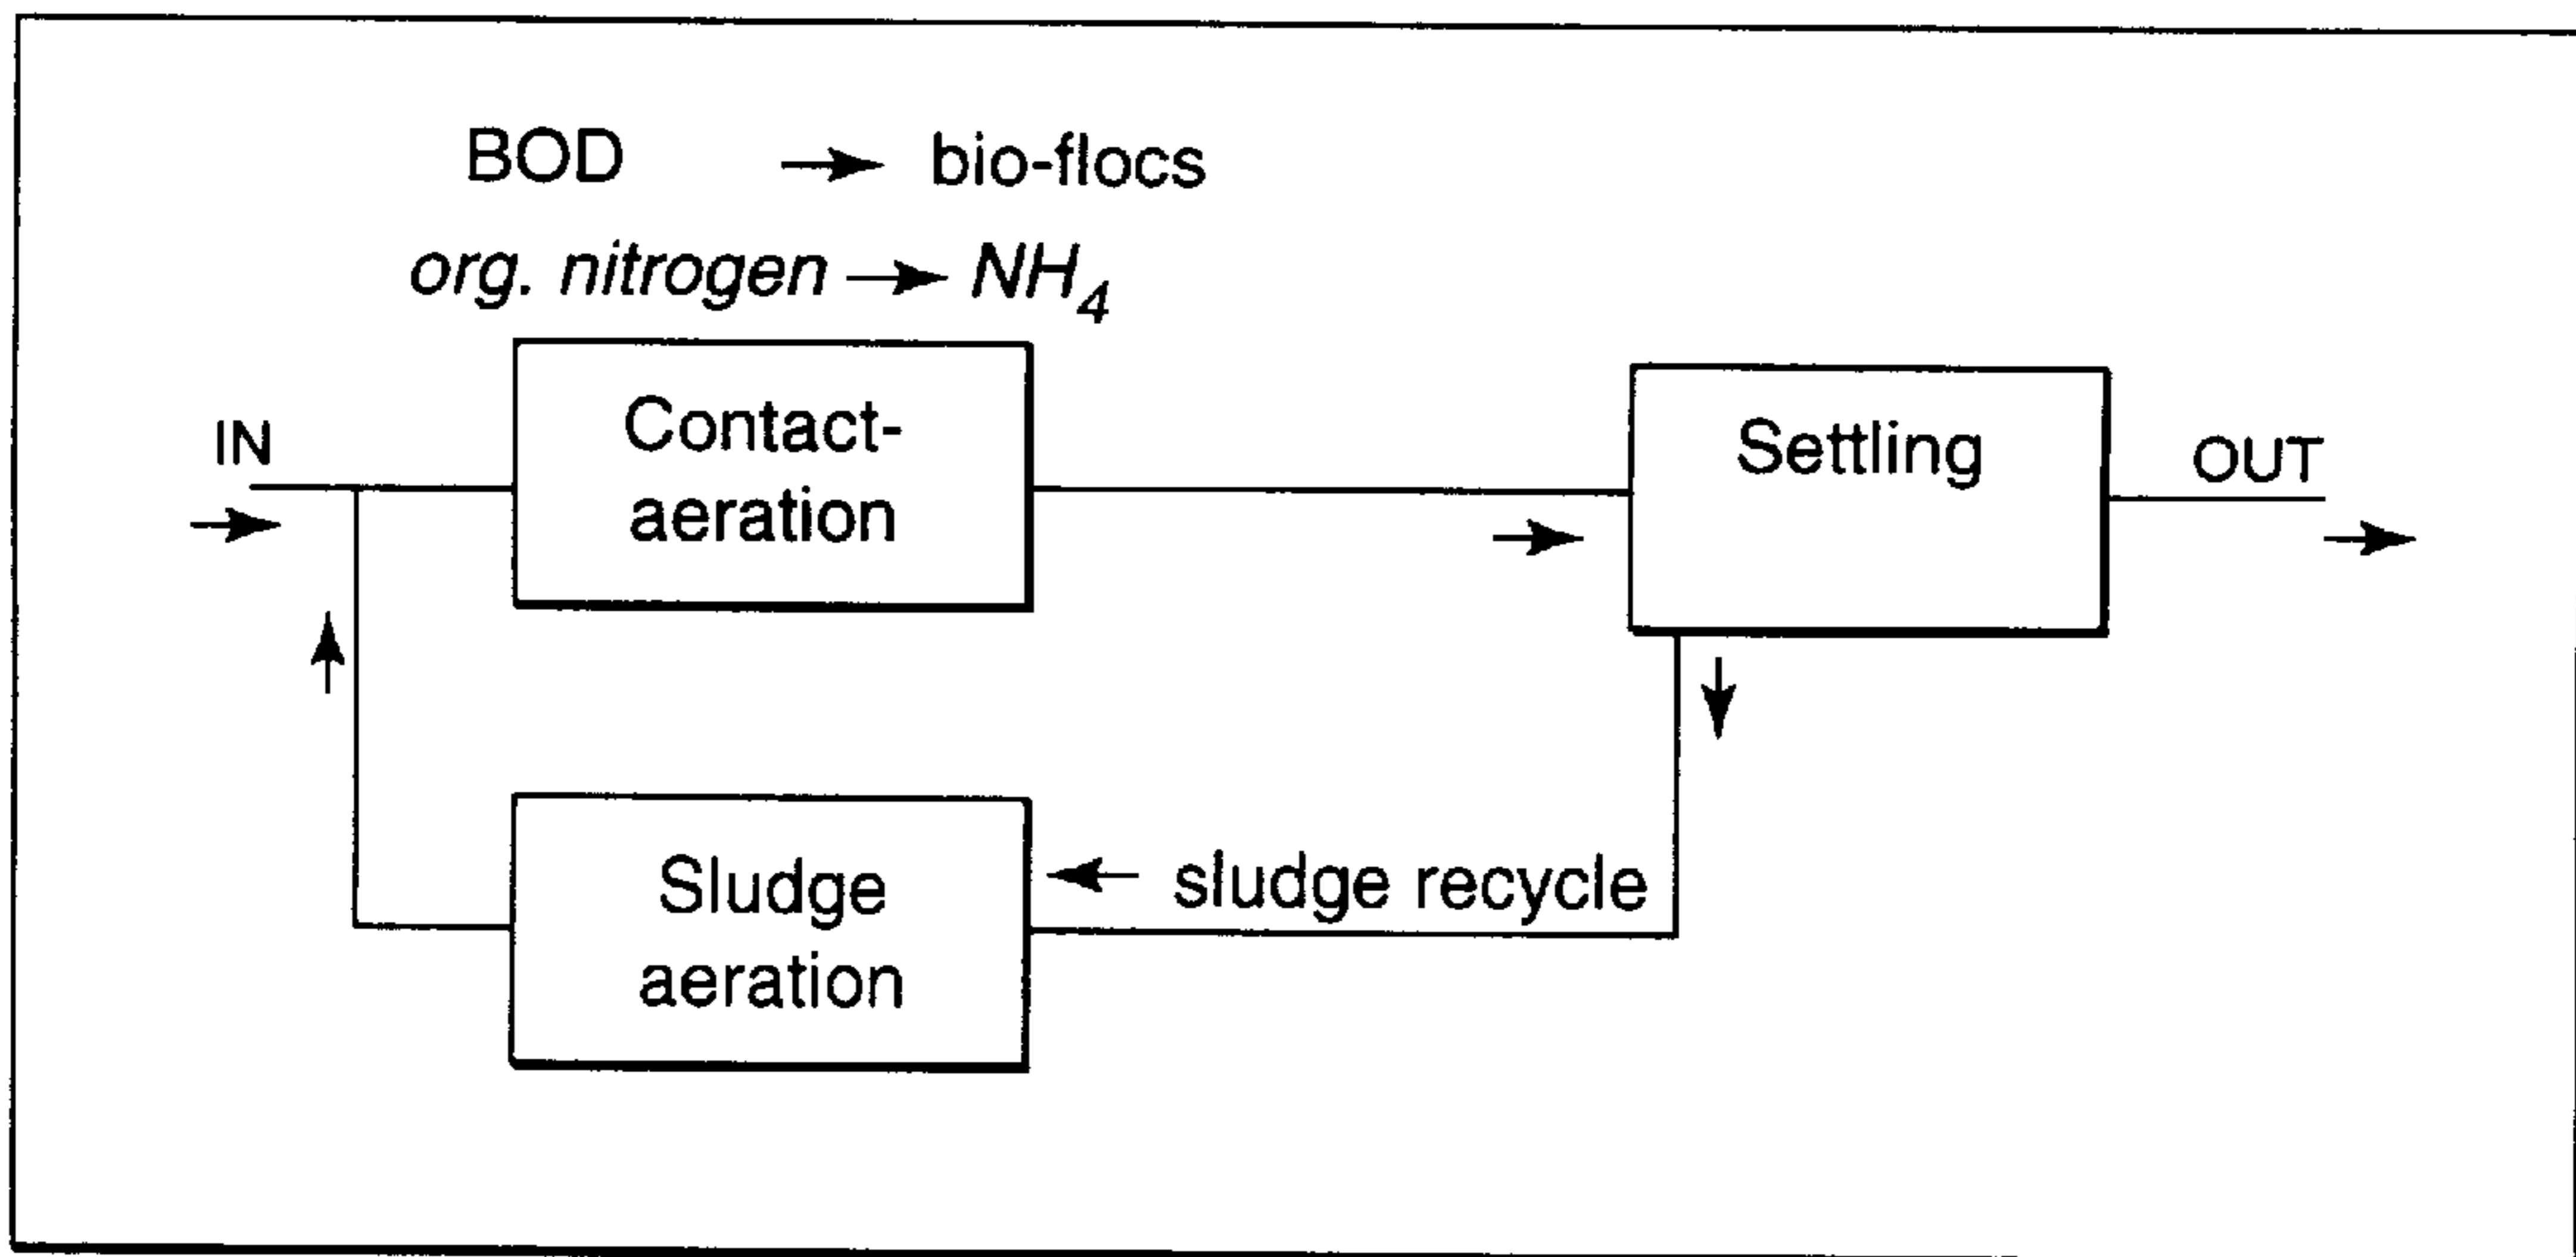 BOD → bio-flocs
org. nitrogen → NH4
Contact-
aeration
IN
Settling
OUT
Sludge
aeration
sludge recycle